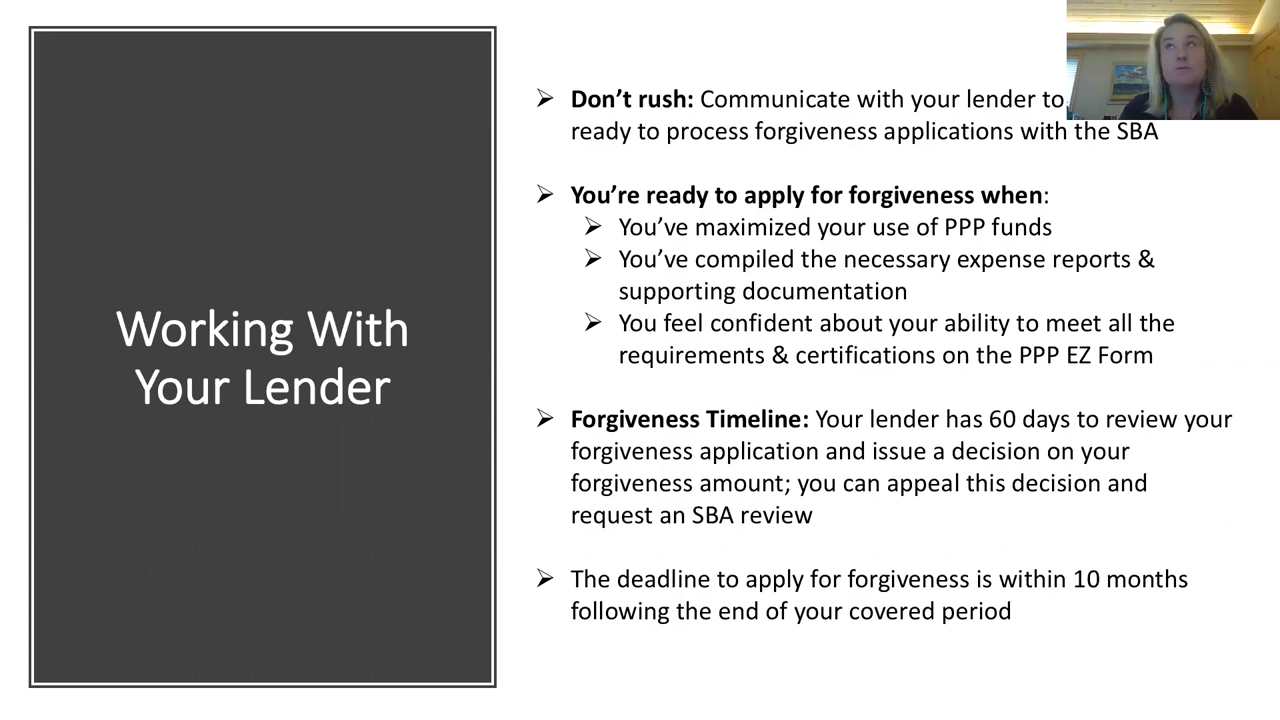 Working With
Your Lender
Don’t rush: Communicate with your lender to
ready to process forgiveness applications with the SBA
You’re ready to apply for forgiveness when:
You’ve maximized your use of PPP funds
You’ve compiled the necessary expense reports &
supporting documentation
You feel confident about your ability to meet all the
requirements & certifications on the PPP EZ Form
Forgiveness Timeline: Your lender has 60 days to review your
forgiveness application and issue a decision on your
forgiveness amount; you can appeal this decision and
request an SBA review
The deadline to apply for forgiveness is within 10 months
following the end of your covered period